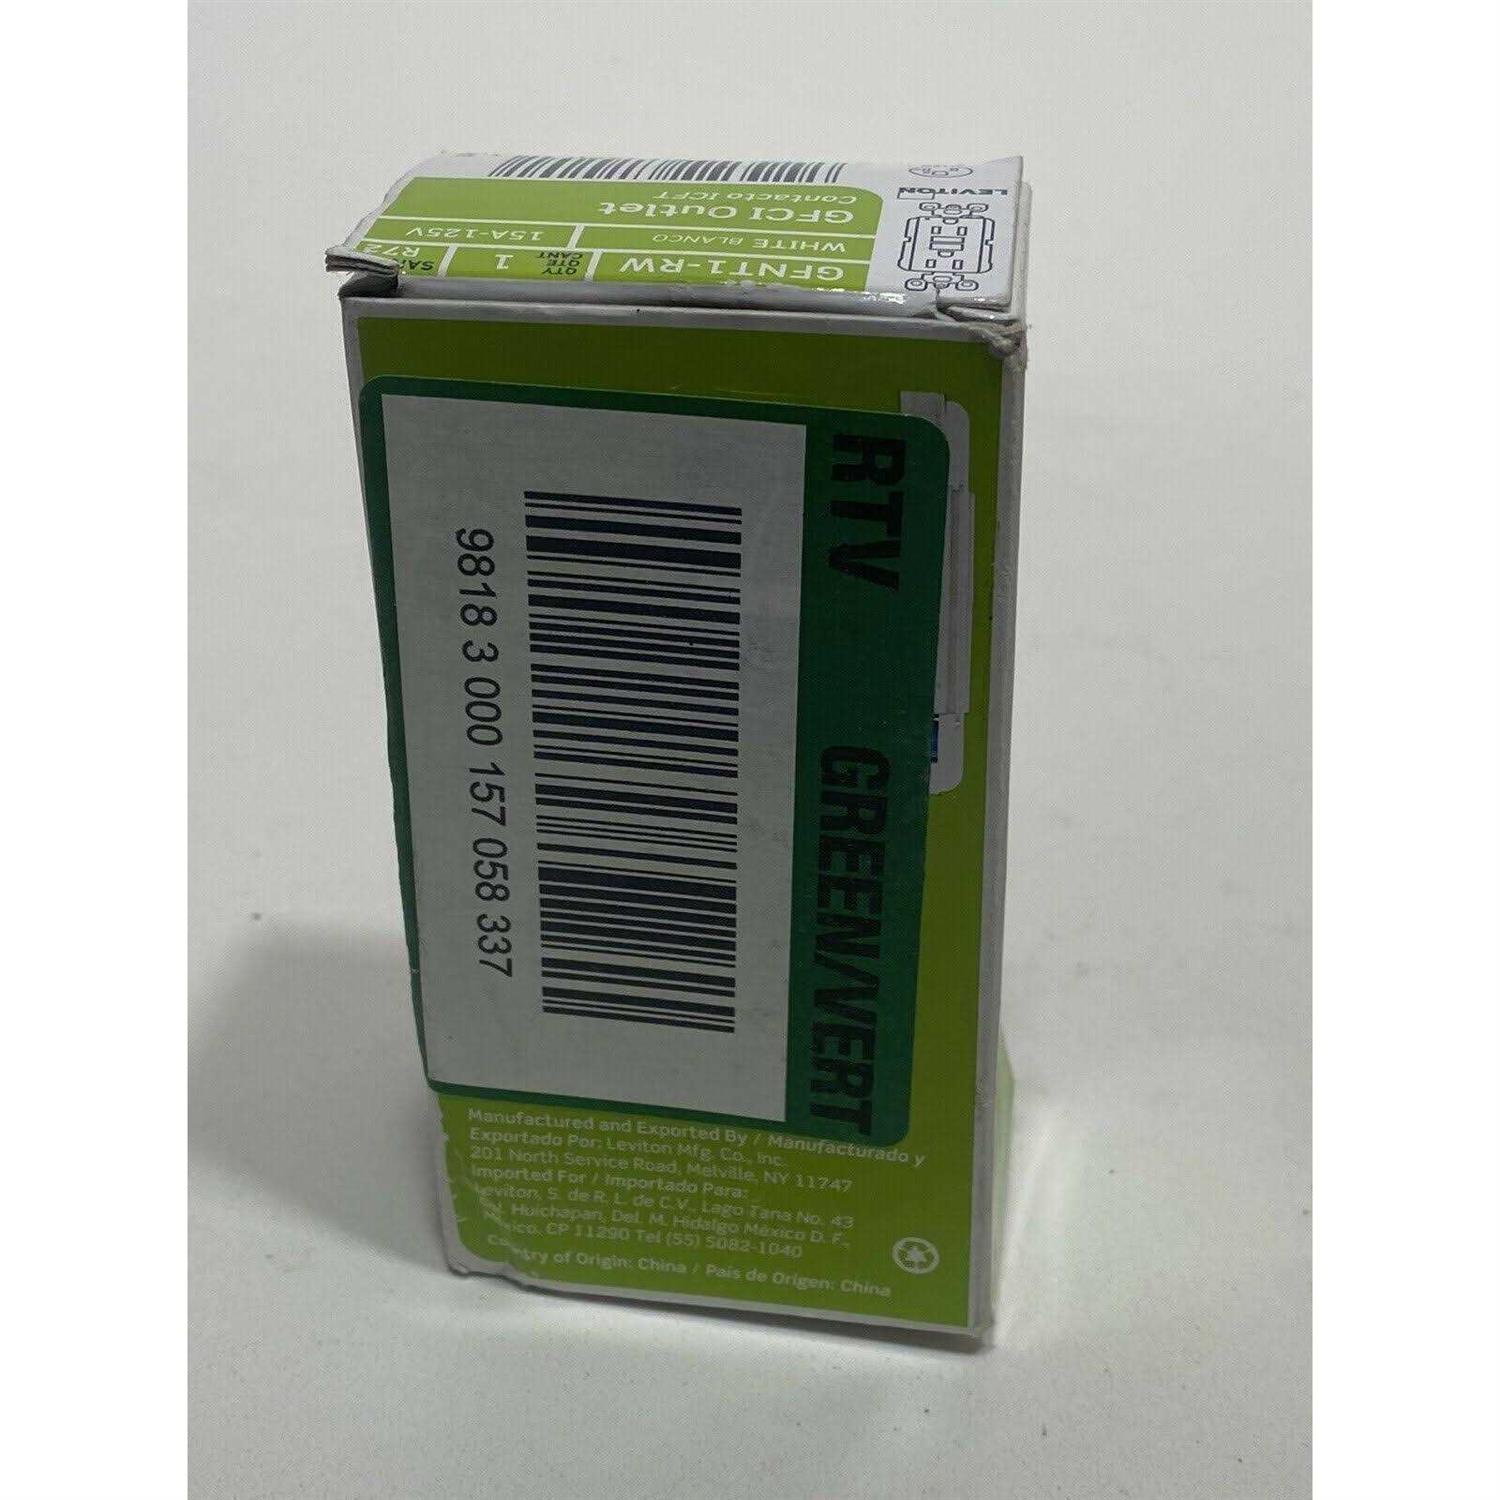 LEVITON
GFCI Outlet
Contacto ICFT
WHITE BLANCO
15A-125V
GFNT1-RW
QTY
QTE
CANT
1
R72
RTV GREEN/VERT
9818 3 000 157 058 337
Manufactured and Exported By / Manufacturado y
Exportado Por: Leviton Mfg. Co., Inc.
201 North Service Road, Melville, NY 11747
Imported For / Importado Para:
Leviton, S. de R. L. de C.V., Lago Tana No. 43
Huichapan, Del. M. Hidalgo México D. F.,
México. CP 11290 Tel (55) 5082-1040
Country of Origin: China / País de Origen: China